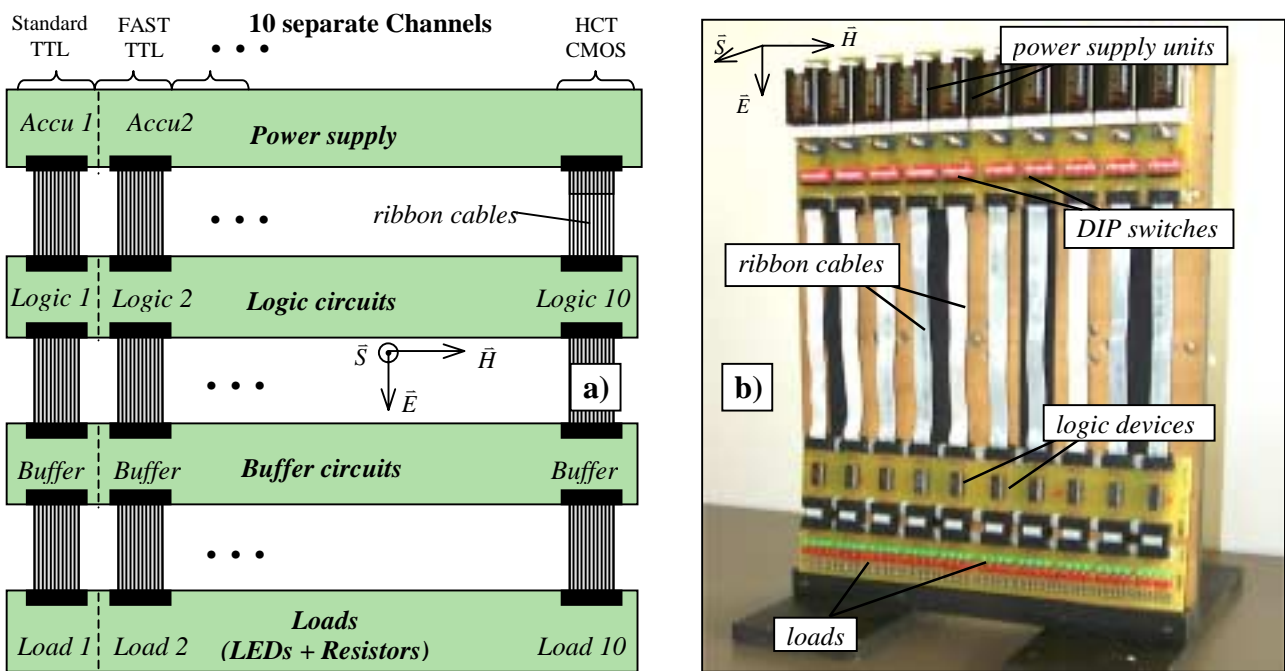 Standard
TTL
FAST
TTL
10 separate Channels
• • •
HCT
CMOS
Accu 1
Accu2
Power supply
• • •
ribbon cables
Logic 1
Logic 2
Logic circuits
Logic 10
S⃗
H⃗
E⃗
• • •
a)
Buffer
Buffer
Buffer circuits
Buffer
• • •
Load 1
Load 2
Loads
(LEDs + Resistors)
Load 10
S⃗
H⃗
E⃗
power supply units
DIP switches
ribbon cables
b)
logic devices
loads